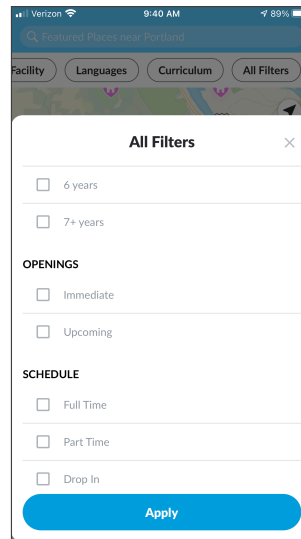 Verizon 9:40 AM 89%
Featured Places near Portland
Facility Languages Curriculum All Filters
All Filters
6 years
7+ years
OPENINGS
Immediate
Upcoming
SCHEDULE
Full Time
Part Time
Drop In
Apply